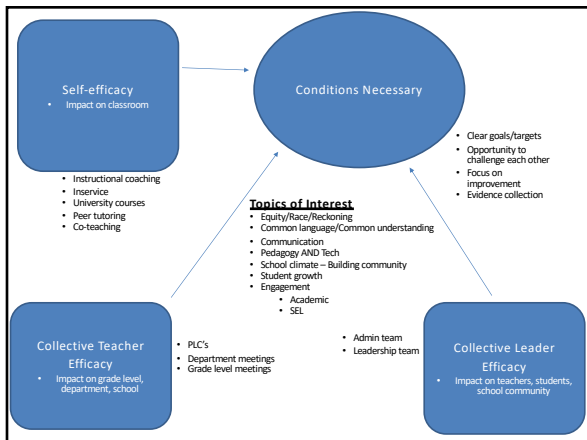 Self-efficacy
• Impact on classroom
Conditions Necessary
• Instructional coaching
• Inservice
• University courses
• Peer tutoring
• Co-teaching
• Clear goals/targets
• Opportunity to
challenge each other
• Focus on
improvement
• Evidence collection
Topics of Interest
• Equity/Race/Reckoning
• Common language/Common understanding
• Communication
• Pedagogy AND Tech
• School climate – Building community
• Student growth
• Engagement
• Academic
• SEL
Collective Teacher
Efficacy
• Impact on grade level,
department, school
• PLC's
• Department meetings
• Grade level meetings
• Admin team
• Leadership team
Collective Leader
Efficacy
• Impact on teachers, students,
school community